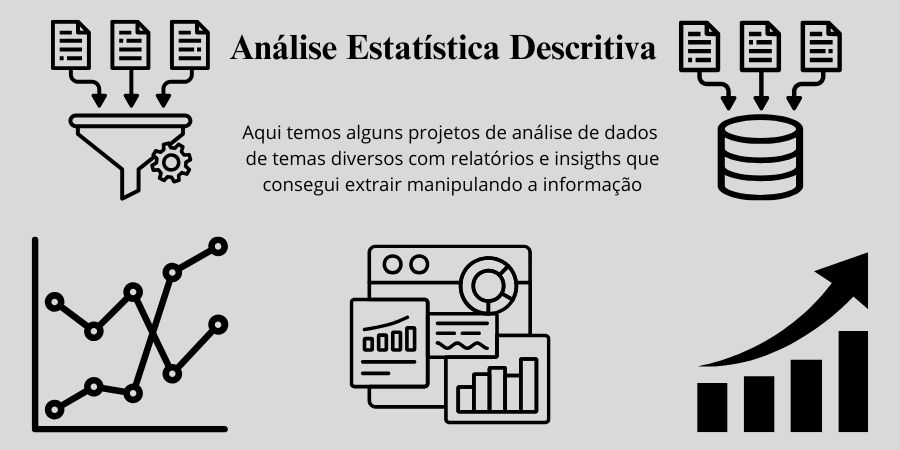 Análise Estatística Descritiva
Aqui temos alguns projetos de análise de dados
de temas diversos com relatórios e insigths que
consegui extrair manipulando a informação